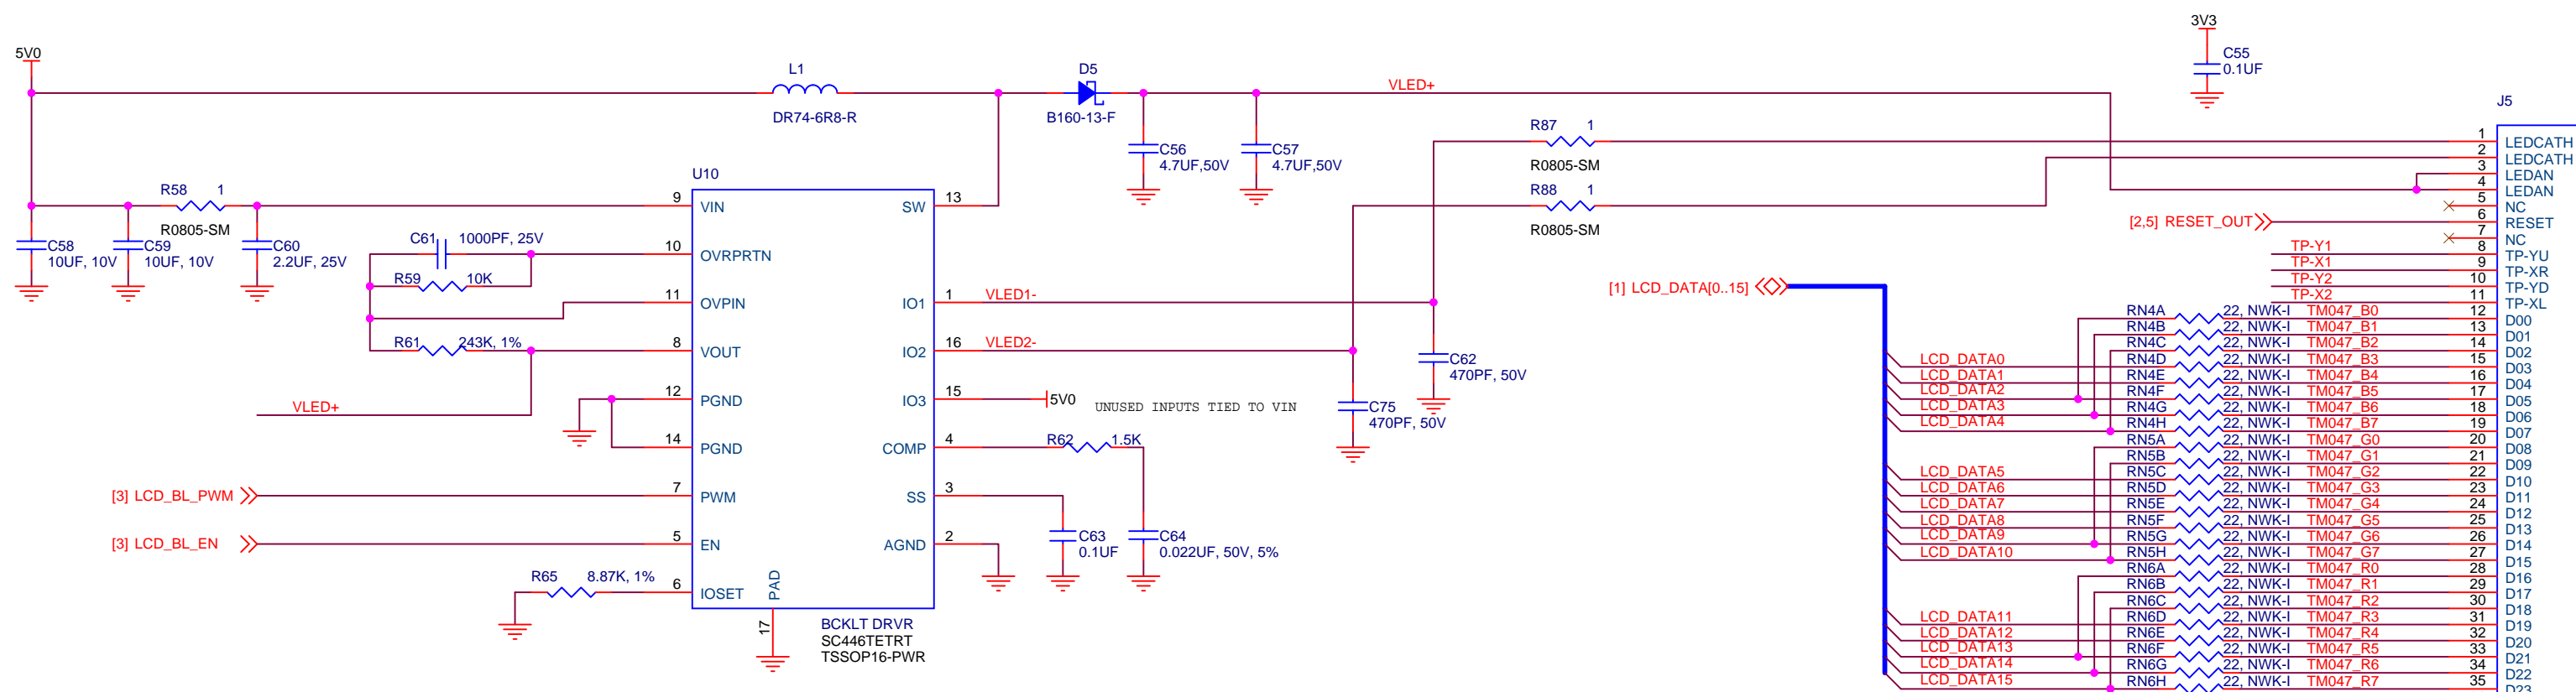 5V0
L1
DR74-6R8-R
D5
B160-13-F
VLED+
3V3
C55
0.1UF
J5
C56
4.7UF,50V
C57
4.7UF,50V
R87 1
R0805-SM
R88 1
R0805-SM
R58 1
R0805-SM
C58
10UF, 10V
C59
10UF, 10V
C60
2.2UF, 25V
C61 1000PF, 25V
R59 10K
R61 243K, 1%
VLED+
[3] LCD_BL_PWM
[3] LCD_BL_EN
R65 8.87K, 1%
U10
9 VIN
10 OVRPRTN
11 OVPIN
8 VOUT
12 PGND
14 PGND
7 PWM
5 EN
6 IOSET
PAD
17
SW 13
IO1 1 VLED1-
IO2 16 VLED2-
IO3 15 5V0
COMP 4
SS 3
AGND 2
BCKLT DRVR
SC446TETRT
TSSOP16-PWR
UNUSED INPUTS TIED TO VIN
R62 1.5K
C63
0.1UF
C64
0.022UF, 50V, 5%
C62
470PF, 50V
C75
470PF, 50V
[2,5] RESET_OUT
[1] LCD_DATA[0..15]
LCD_DATA0
LCD_DATA1
LCD_DATA2
LCD_DATA3
LCD_DATA4
LCD_DATA5
LCD_DATA6
LCD_DATA7
LCD_DATA8
LCD_DATA9
LCD_DATA10
LCD_DATA11
LCD_DATA12
LCD_DATA13
LCD_DATA14
LCD_DATA15
1 LEDCATH
2 LEDCATH
3 LEDAN
4 LEDAN
5 NC
6 RESET
7 NC
TP-Y1 8 TP-YU
TP-X1 9 TP-XR
TP-Y2 10 TP-YD
TP-X2 11 TP-XL
RN4A 22, NWK-I TM047_B0 12 D00
RN4B 22, NWK-I TM047_B1 13 D01
RN4C 22, NWK-I TM047_B2 14 D02
RN4D 22, NWK-I TM047_B3 15 D03
RN4E 22, NWK-I TM047_B4 16 D04
RN4F 22, NWK-I TM047_B5 17 D05
RN4G 22, NWK-I TM047_B6 18 D06
RN4H 22, NWK-I TM047_B7 19 D07
RN5A 22, NWK-I TM047_G0 20 D08
RN5B 22, NWK-I TM047_G1 21 D09
RN5C 22, NWK-I TM047_G2 22 D10
RN5D 22, NWK-I TM047_G3 23 D11
RN5E 22, NWK-I TM047_G4 24 D12
RN5F 22, NWK-I TM047_G5 25 D13
RN5G 22, NWK-I TM047_G6 26 D14
RN5H 22, NWK-I TM047_G7 27 D15
RN6A 22, NWK-I TM047_R0 28 D16
RN6B 22, NWK-I TM047_R1 29 D17
RN6C 22, NWK-I TM047_R2 30 D18
RN6D 22, NWK-I TM047_R3 31 D19
RN6E 22, NWK-I TM047_R4 32 D20
RN6F 22, NWK-I TM047_R5 33 D21
RN6G 22, NWK-I TM047_R6 34 D22
RN6H 22, NWK-I TM047_R7 35 D23